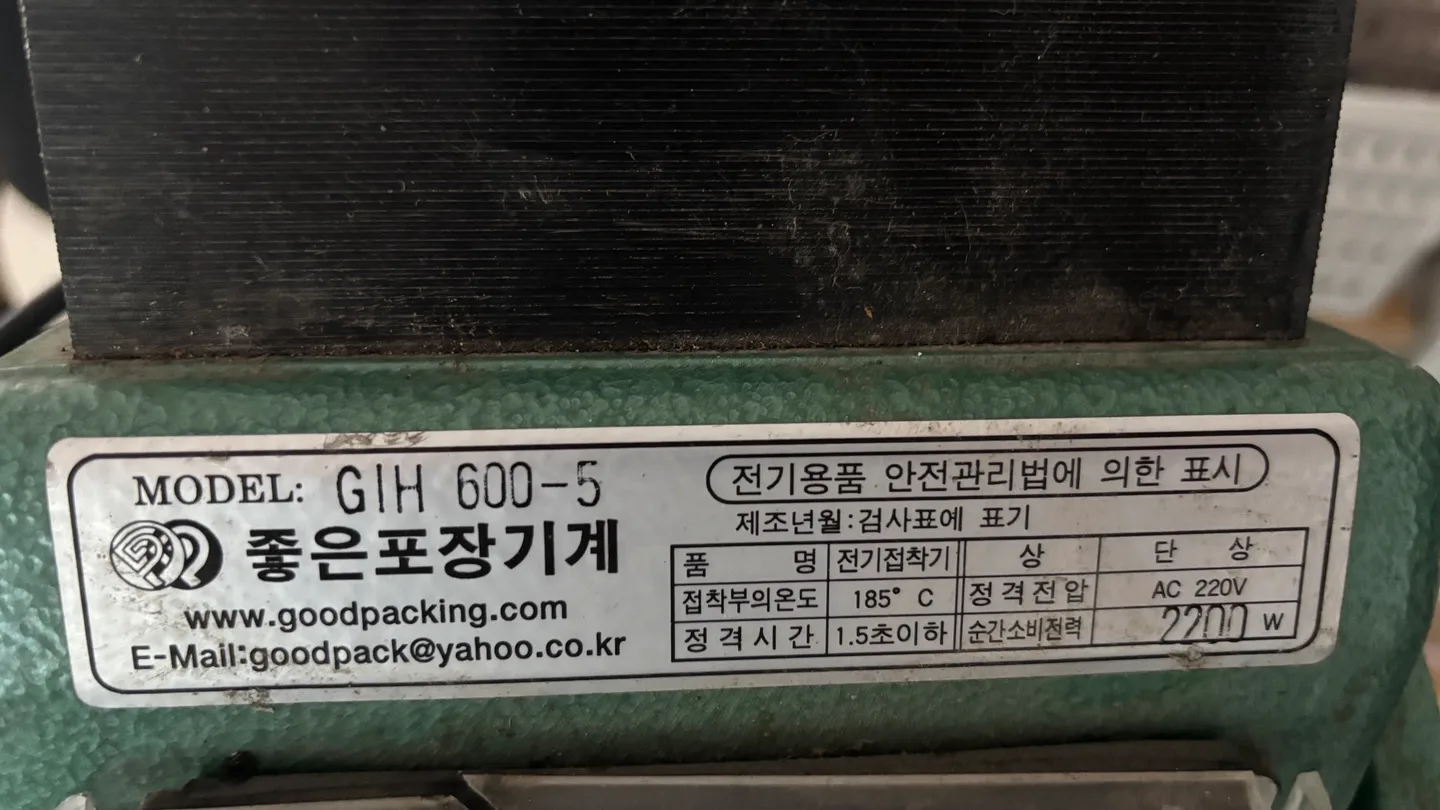 MODEL: GIH 600-5
좋은포장기계
www.goodpacking.com
E-Mail:goodpack@yahoo.co.kr
전기용품 안전관리법에 의한 표시
제조년월:검사표예 표기
품 명 전기접착기 상 단 상
접착부의온도 185° C 정격전압 AC 220V
정격시간 1.5초이하 순간소비전력 2200 W